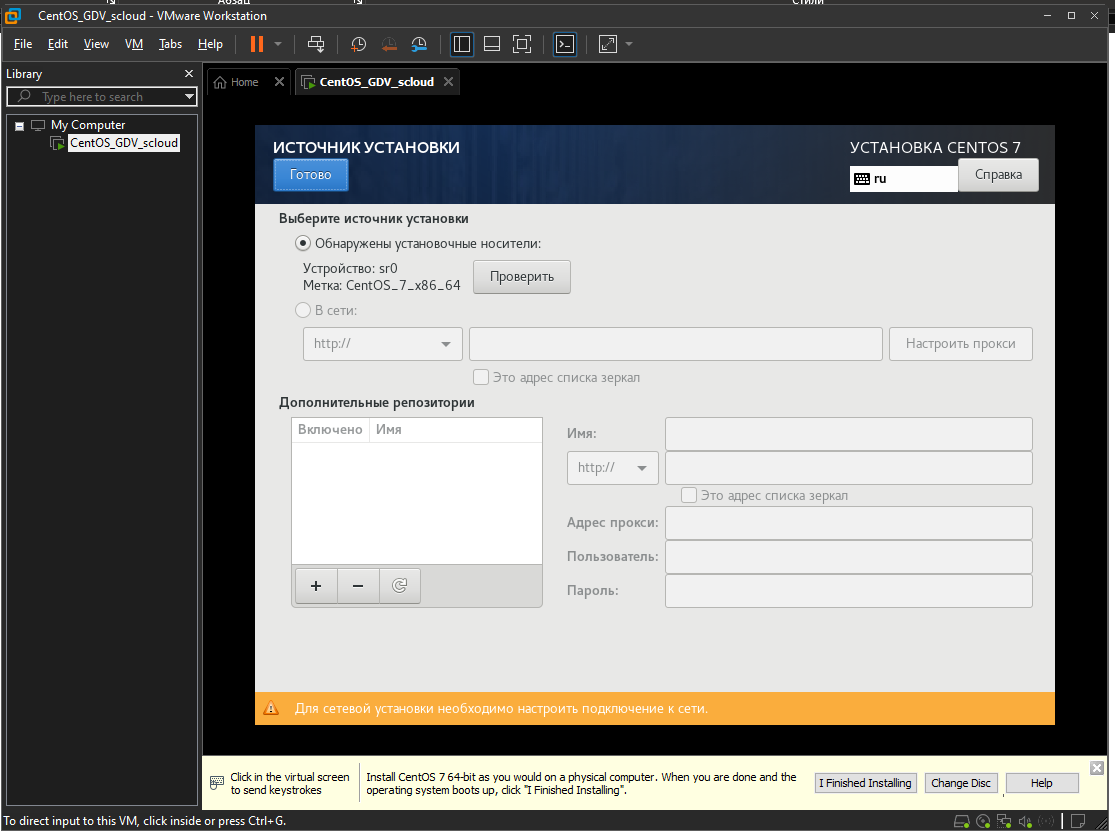 Абзац
Стили
CentOS_GDV_scloud - VMware Workstation
File Edit View VM Tabs Help
Library
Home
CentOS_GDV_scloud
Type here to search
My Computer
CentOS_GDV_scloud
ИСТОЧНИК УСТАНОВКИ
УСТАНОВКА CENTOS 7
Готово
ru
Справка
Выберите источник установки
Обнаружены установочные носители:
Устройство: sr0
Метка: CentOS_7_x86_64
Проверить
В сети:
http://
Настроить прокси
Это адрес списка зеркал
Дополнительные репозитории
Включено Имя
Имя:
http://
Это адрес списка зеркал
Адрес прокси:
Пользователь:
Пароль:
Для сетевой установки необходимо настроить подключение к сети.
Click in the virtual screen
to send keystrokes
Install CentOS 7 64-bit as you would on a physical computer. When you are done and the
operating system boots up, click "I Finished Installing".
I Finished Installing
Change Disc
Help
To direct input to this VM, click inside or press Ctrl+G.